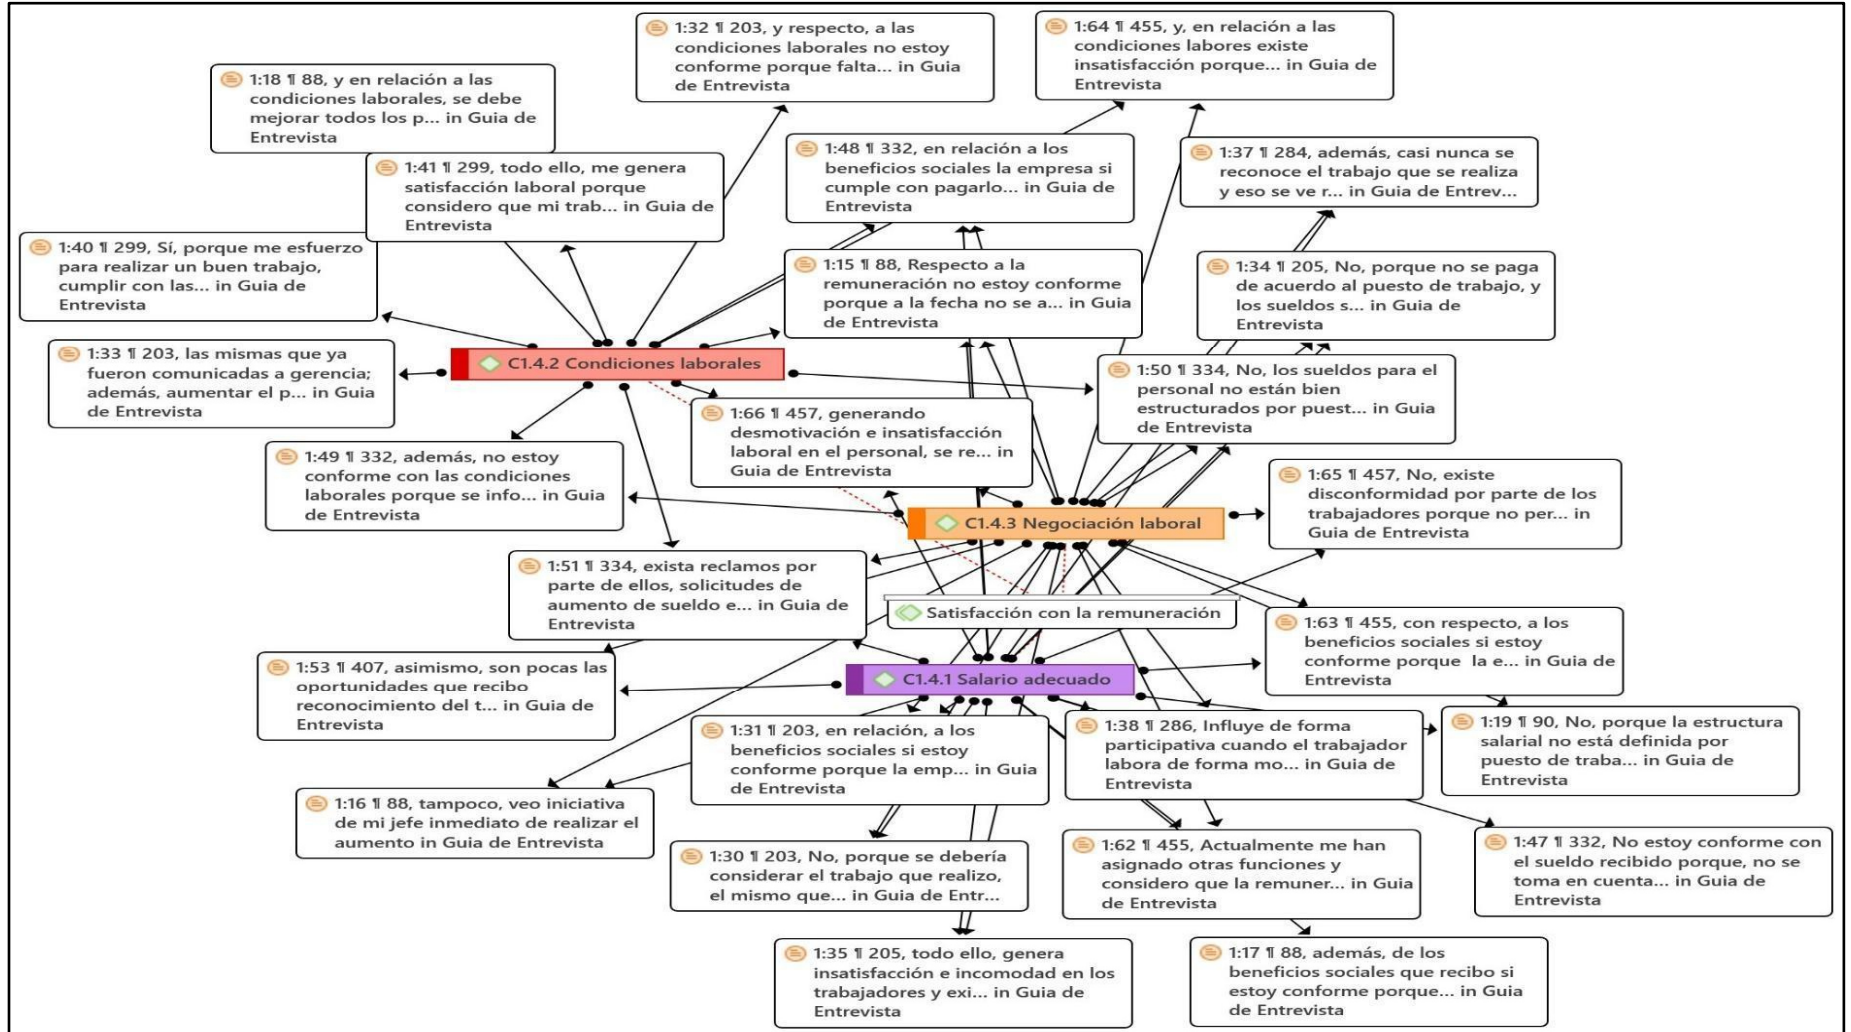 1:32 ¶ 203, y respecto, a las
condiciones laborales no estoy
conforme porque falta... in Guia
de Entrevista
1:64 ¶ 455, y, en relación a las
condiciones labores existe
insatisfacción porque... in Guia de
Entrevista
1:18 ¶ 88, y en relación a las
condiciones laborales, se debe
mejorar todos los p... in Guia de
Entrevista
1:41 ¶ 299, todo ello, me genera
satisfacción laboral porque
considero que mi trab... in Guia de
Entrevista
1:48 ¶ 332, en relación a los
beneficios sociales la empresa si
cumple con pagarlo... in Guia de
Entrevista
1:37 ¶ 284, además, casi nunca se
reconoce el trabajo que se realiza
y eso se ve r... in Guia de Entrev...
1:40 ¶ 299, Sí, porque me esfuerzo
para realizar un buen trabajo,
cumplir con las... in Guia de
Entrevista
1:15 ¶ 88, Respecto a la
remuneración no estoy conforme
porque a la fecha no se a... in Guia
de Entrevista
1:34 ¶ 205, No, porque no se paga
de acuerdo al puesto de trabajo, y
los sueldos s... in Guia de
Entrevista
1:33 ¶ 203, las mismas que ya
fueron comunicadas a gerencia;
además, aumentar el p... in Guia
de Entrevista
C1.4.2 Condiciones laborales
1:50 ¶ 334, No, los sueldos para el
personal no están bien
estructurados por puest... in Guia
de Entrevista
1:66 ¶ 457, generando
desmotivación e insatisfacción
laboral en el personal, se re... in
Guia de Entrevista
1:49 ¶ 332, además, no estoy
conforme con las condiciones
laborales porque se info... in Guia
de Entrevista
1:65 ¶ 457, No, existe
disconformidad por parte de los
trabajadores porque no per... in
Guia de Entrevista
C1.4.3 Negociación laboral
1:51 ¶ 334, exista reclamos por
parte de ellos, solicitudes de
aumento de sueldo e... in Guia de
Entrevista
Satisfacción con la remuneración
1:63 ¶ 455, con respecto, a los
beneficios sociales si estoy
conforme porque la e... in Guia de
Entrevista
1:53 ¶ 407, asimismo, son pocas las
oportunidades que recibo
reconocimiento del t... in Guia de
Entrevista
C1.4.1 Salario adecuado
1:31 ¶ 203, en relación, a los
beneficios sociales si estoy
conforme porque la emp... in Guia
de Entrevista
1:38 ¶ 286, Influye de forma
participativa cuando el trabajador
labora de forma mo... in Guia de
Entrevista
1:19 ¶ 90, No, porque la estructura
salarial no está definida por
puesto de traba... in Guia de
Entrevista
1:16 ¶ 88, tampoco, veo iniciativa
de mi jefe inmediato de realizar el
aumento in Guia de Entrevista
1:30 ¶ 203, No, porque se debería
considerar el trabajo que realizo,
el mismo que... in Guia de Entr...
1:62 ¶ 455, Actualmente me han
asignado otras funciones y
considero que la remuner... in Guia
de Entrevista
1:47 ¶ 332, No estoy conforme con
el sueldo recibido porque, no se
toma en cuenta... in Guia de
Entrevista
1:35 ¶ 205, todo ello, genera
insatisfacción e incomodad en los
trabajadores y exi... in Guia de
Entrevista
1:17 ¶ 88, además, de los
beneficios sociales que recibo si
estoy conforme porque... in Guia
de Entrevista